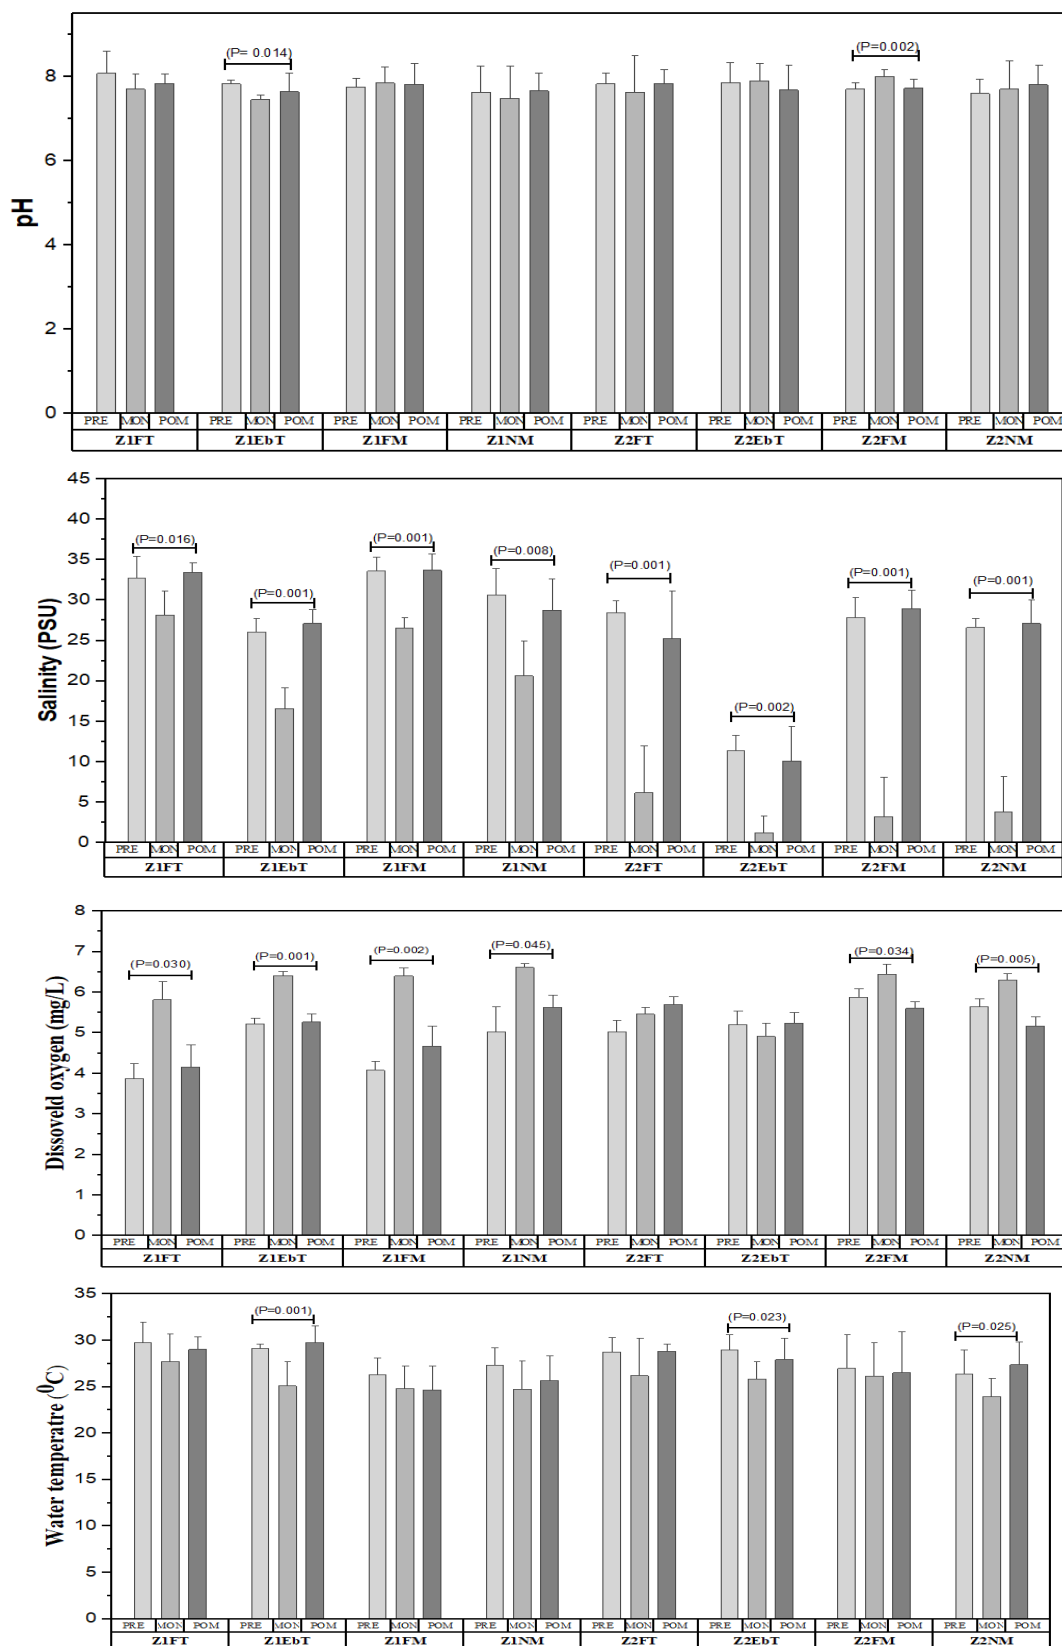 (P= 0.014)
(P=0.002)
8
6
4
2
0
pH
PRE MON POM PRE MON POM PRE MON POM PRE MON POM PRE MON POM PRE MON POM PRE MON POM PRE MON POM
Z1FT Z1EbT Z1FM Z1NM Z2FT Z2EbT Z2FM Z2NM
45
40
35
30
25
20
15
10
5
0
Salinity (PSU)
(P=0.016)
(P=0.001)
(P=0.001)
(P=0.008)
(P=0.001)
(P=0.002)
(P=0.001)
(P=0.001)
PRE MON POM PRE MON POM PRE MON POM PRE MON POM PRE MON POM PRE MON POM PRE MON POM PRE MON POM
Z1FT Z1EbT Z1FM Z1NM Z2FT Z2EbT Z2FM Z2NM
8
7
6
5
4
3
2
1
0
Dissoveld oxygen (mg/L)
(P=0.030)
(P=0.001)
(P=0.002)
(P=0.045)
(P=0.034)
(P=0.005)
PRE MON POM PRE MON POM PRE MON POM PRE MON POM PRE MON POM PRE MON POM PRE MON POM PRE MON POM
Z1FT Z1EbT Z1FM Z1NM Z2FT Z2EbT Z2FM Z2NM
35
30
25
20
15
10
5
0
Water temperatre (⁰C)
(P=0.001)
(P=0.023)
(P=0.025)
PRE MON POM PRE MON POM PRE MON POM PRE MON POM PRE MON POM PRE MON POM PRE MON POM PRE MON POM
Z1FT Z1EbT Z1FM Z1NM Z2FT Z2EbT Z2FM Z2NM